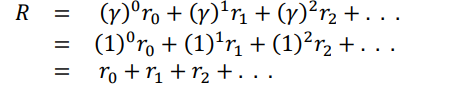 R = (γ)⁰r₀ + (γ)¹r₁ + (γ)²r₂ + . . .
= (1)⁰r₀ + (1)¹r₁ + (1)²r₂ + . . .
= r₀ + r₁ + r₂ + . . .